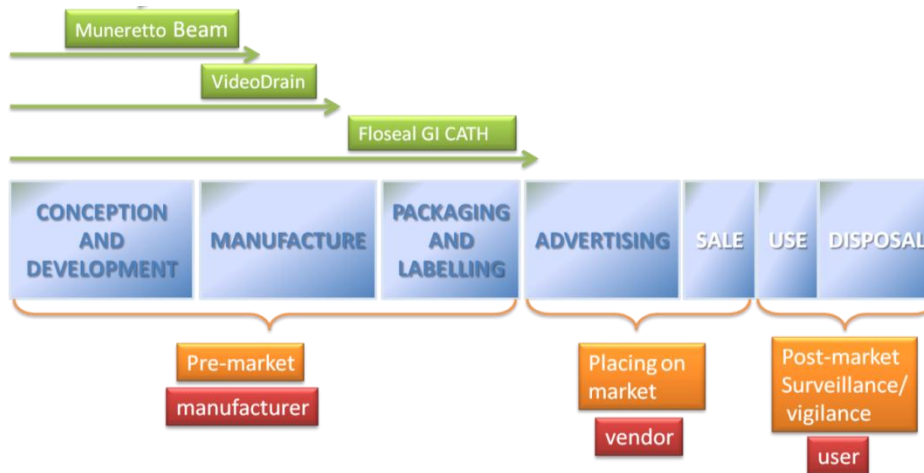 Muneretto Beam
VideoDrain
Floseal GI CATH
CONCEPTION
AND
DEVELOPMENT
MANUFACTURE
PACKAGING
AND
LABELLING
ADVERTISING
SALE
USE
DISPOSAL
Pre-market
manufacturer
Placing on
market
vendor
Post-market
Surveillance/
vigilance
user